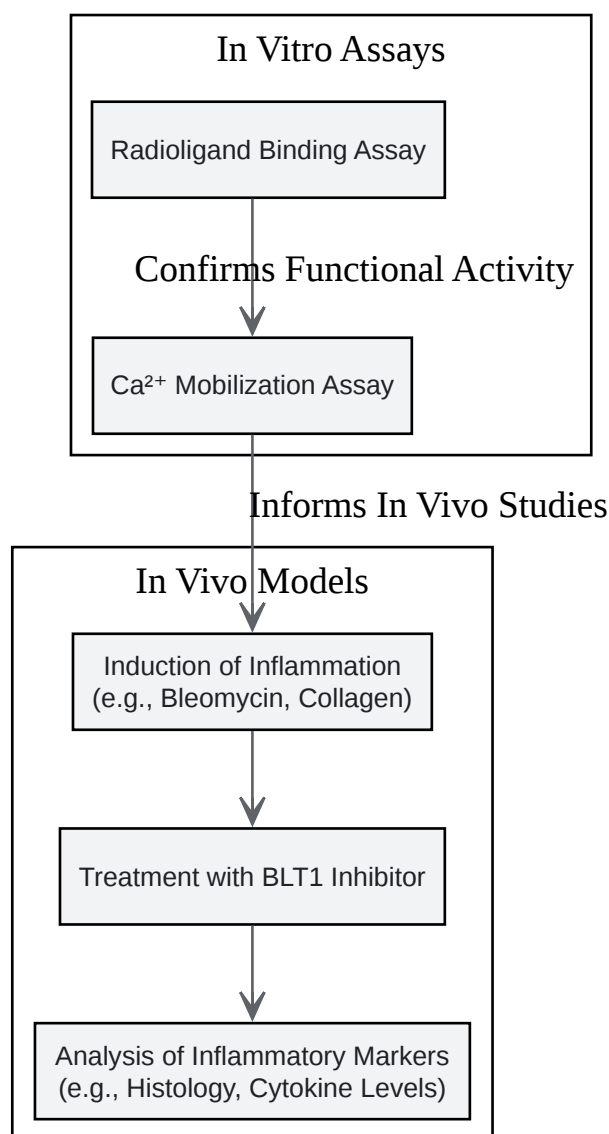 In Vitro Assays
Radioligand Binding Assay
Confirms Functional Activity
Ca²⁺ Mobilization Assay
Informs In Vivo Studies
In Vivo Models
Induction of Inflammation
(e.g., Bleomycin, Collagen)
Treatment with BLT1 Inhibitor
Analysis of Inflammatory Markers
(e.g., Histology, Cytokine Levels)